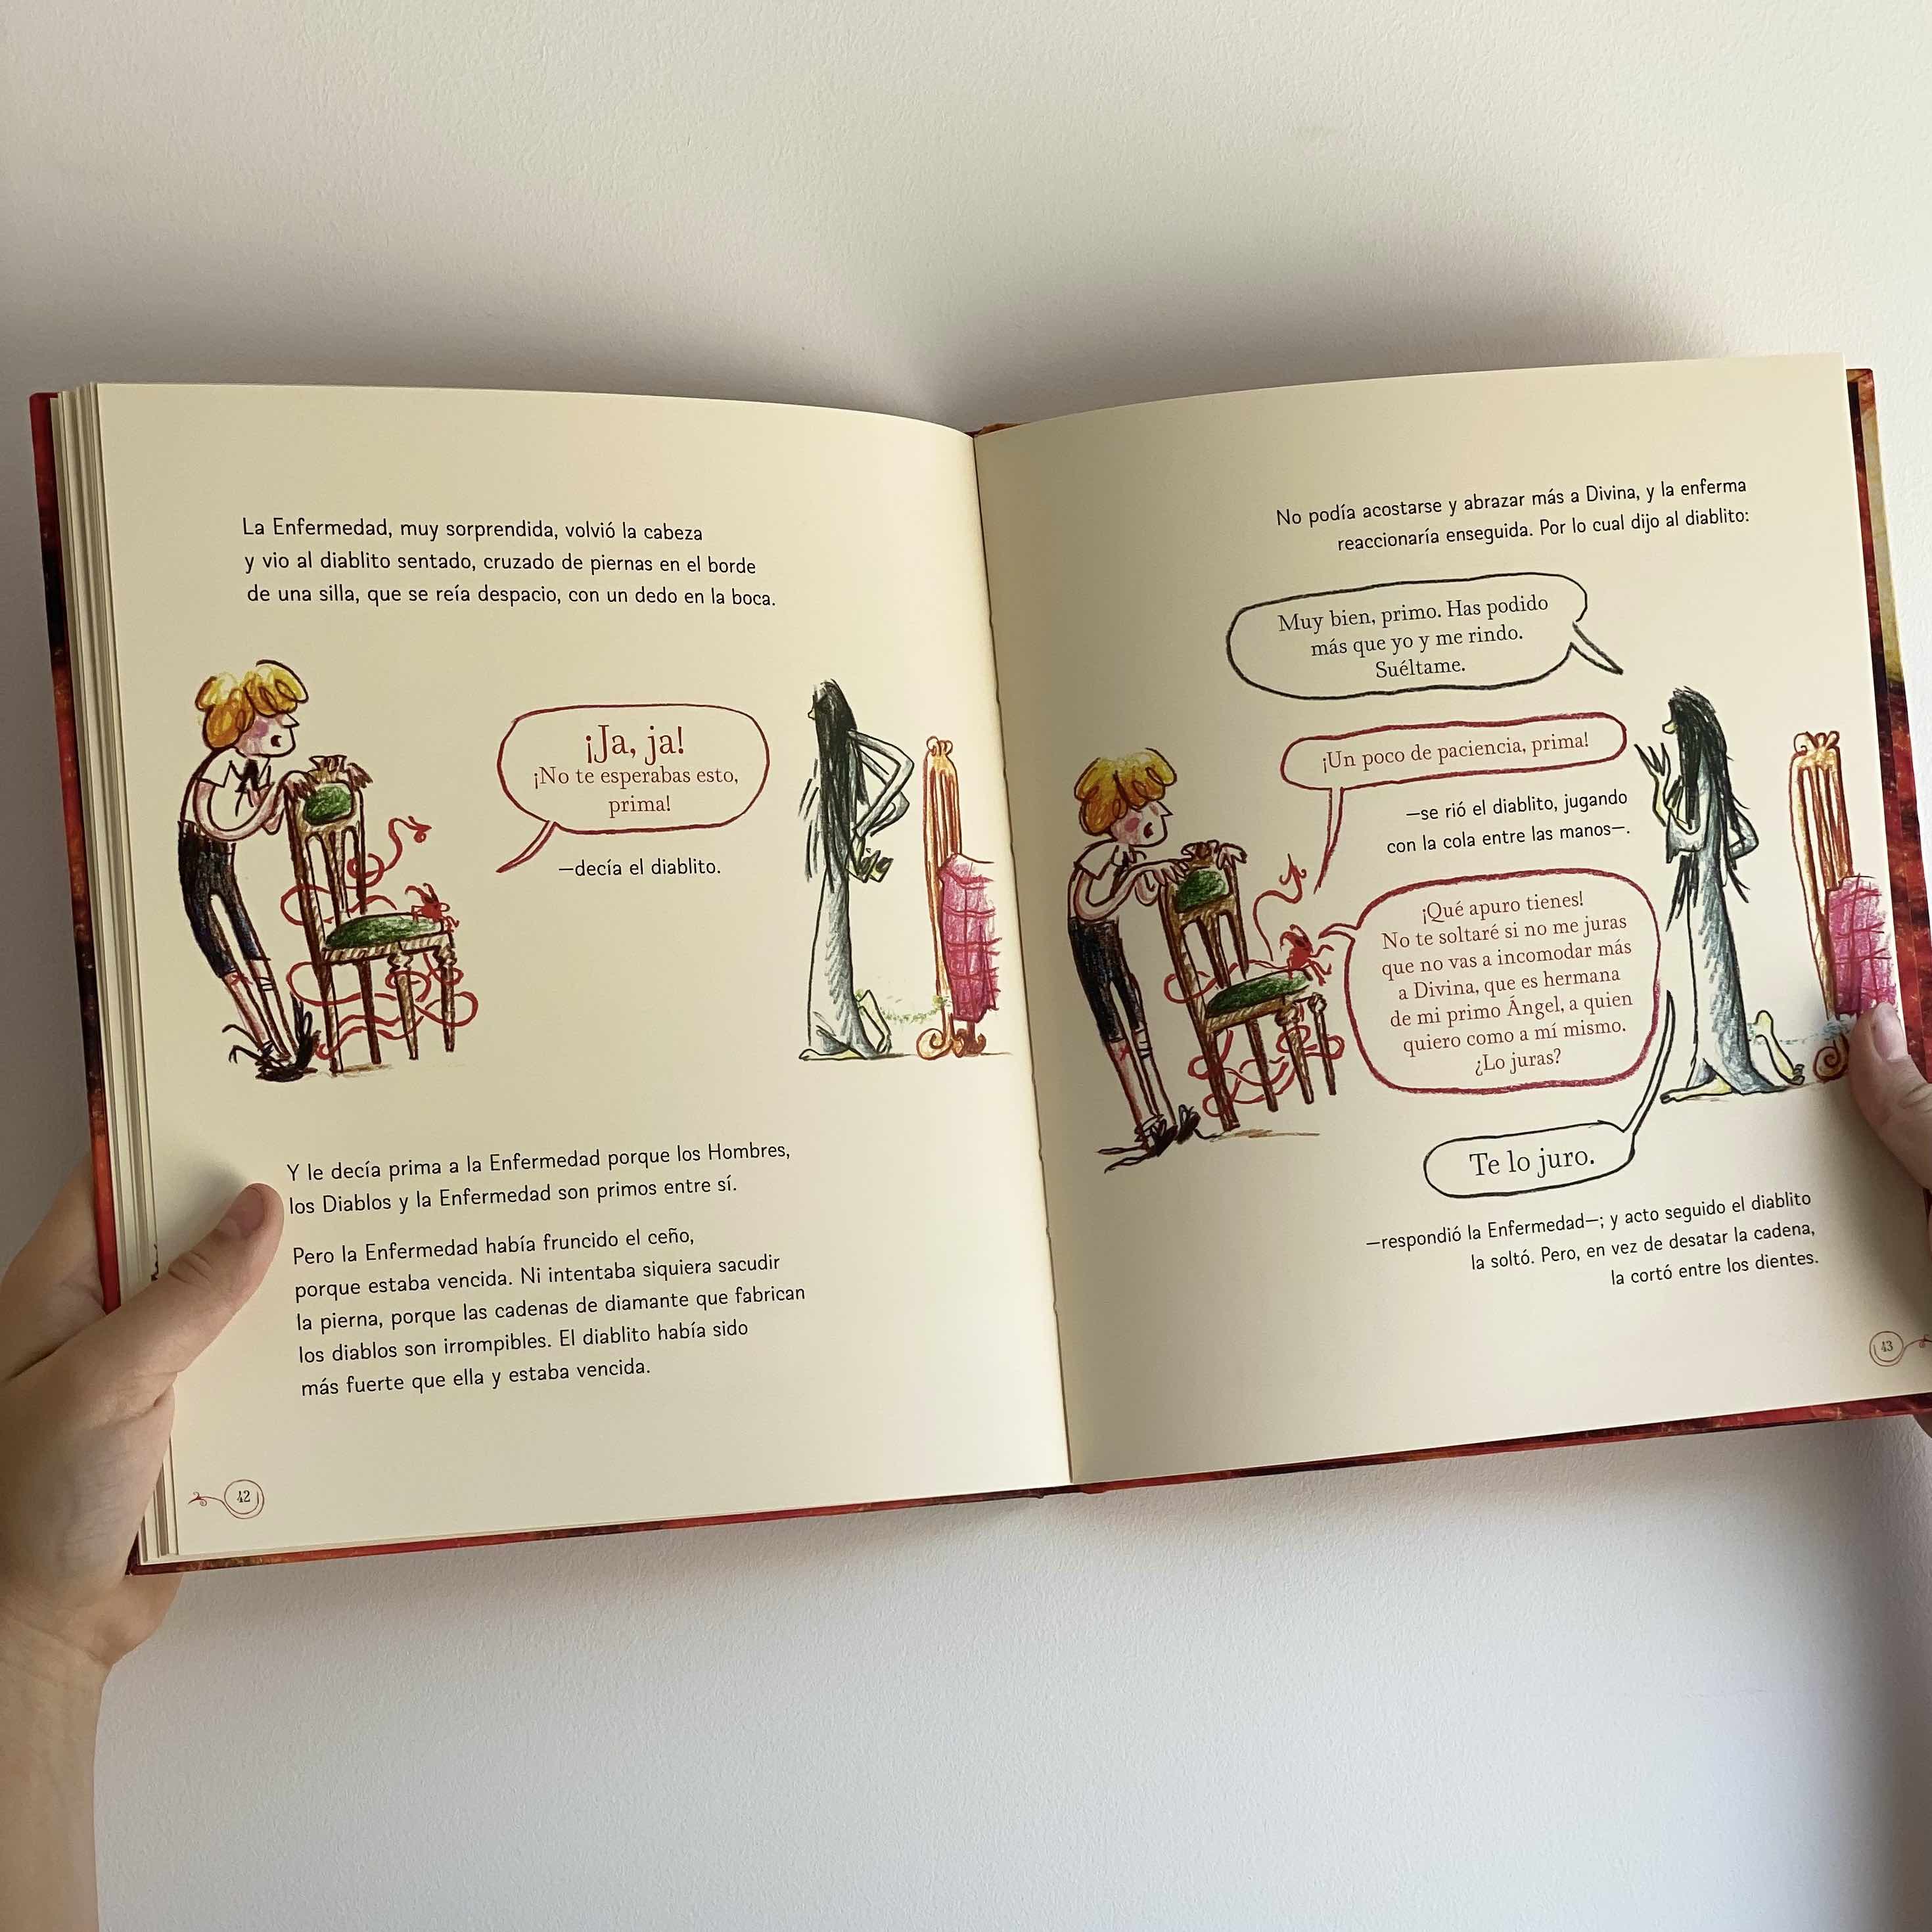 La Enfermedad, muy sorprendida, volvió la cabeza
y vio al diablito sentado, cruzado de piernas en el borde
de una silla, que se reía despacio, con un dedo en la boca.
¡Ja, ja!
¡No te esperabas esto,
prima!
—decía el diablito.
Y le decía prima a la Enfermedad porque los Hombres,
los Diablos y la Enfermedad son primos entre sí.
Pero la Enfermedad había fruncido el ceño,
porque estaba vencida. Ni intentaba siquiera sacudir
la pierna, porque las cadenas de diamante que fabrican
los diablos son irrompibles. El diablito había sido
más fuerte que ella y estaba vencida.
42
No podía acostarse y abrazar más a Divina, y la enferma
reaccionaría enseguida. Por lo cual dijo al diablito:
Muy bien, primo. Has podido
más que yo y me rindo.
Suéltame.
¡Un poco de paciencia, prima!
—se rió el diablito, jugando
con la cola entre las manos—.
¡Qué apuro tienes!
No te soltaré si no me juras
que no vas a incomodar más
a Divina, que es hermana
de mi primo Ángel, a quien
quiero como a mí mismo.
¿Lo juras?
Te lo juro.
—respondió la Enfermedad—; y acto seguido el diablito
la soltó. Pero, en vez de desatar la cadena,
la cortó entre los dientes.
43